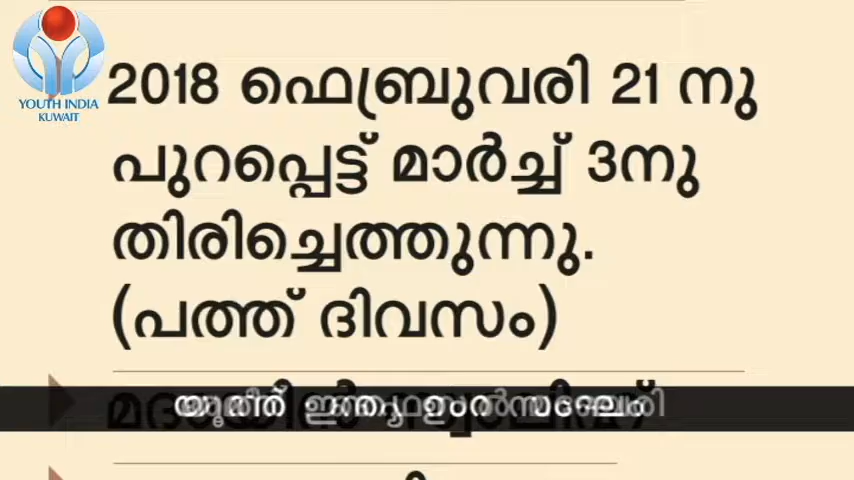 YOUTH INDIA
KUWAIT
2018 ഫെബ്രുവരി 21 നു
പുറപ്പെട്ട് മാർച്ച് 3നു
തിരിച്ചെത്തുന്നു.
(പത്ത് ദിവസം)